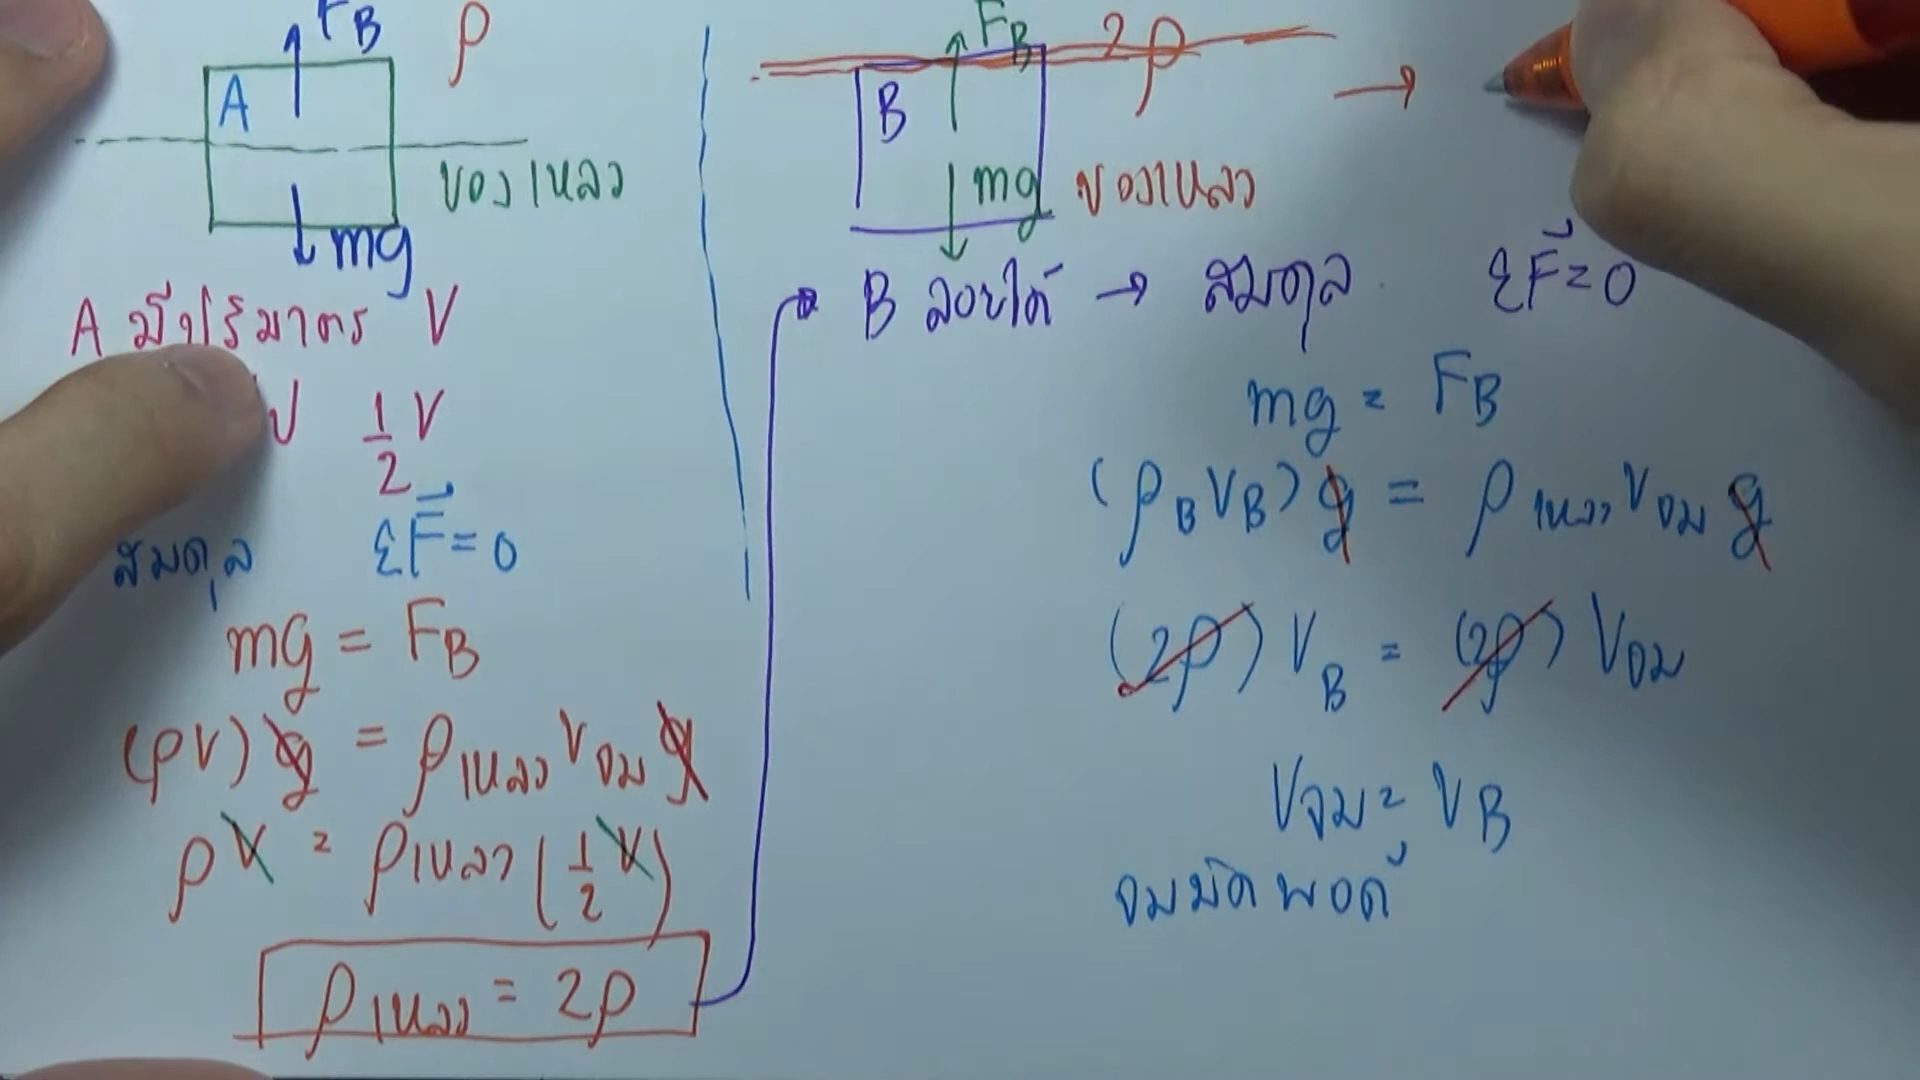 F_B ρ
A
ของเหลว
mg
A มีปริมาตร V
1/2 V
สมดุล ΣF⃗ = 0
mg = F_B
(ρV)g = ρเหลว Vจม g
ρV = ρเหลว (1/2 V)
ρเหลว = 2ρ
F_B 2ρ →
B
mg ของเหลว
B ลอยได้ → สมดุล ΣF⃗ = 0
mg = F_B
(ρ_B V_B)g = ρเหลว Vจม g
(2ρ) V_B = (2ρ) Vจม
Vจม = V_B
จมมิดพอดี